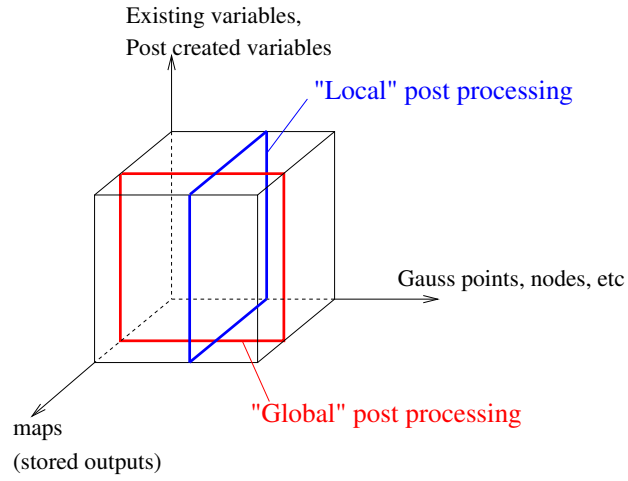 Existing variables,
Post created variables
"Local" post processing
Gauss points, nodes, etc
"Global" post processing
maps
(stored outputs)